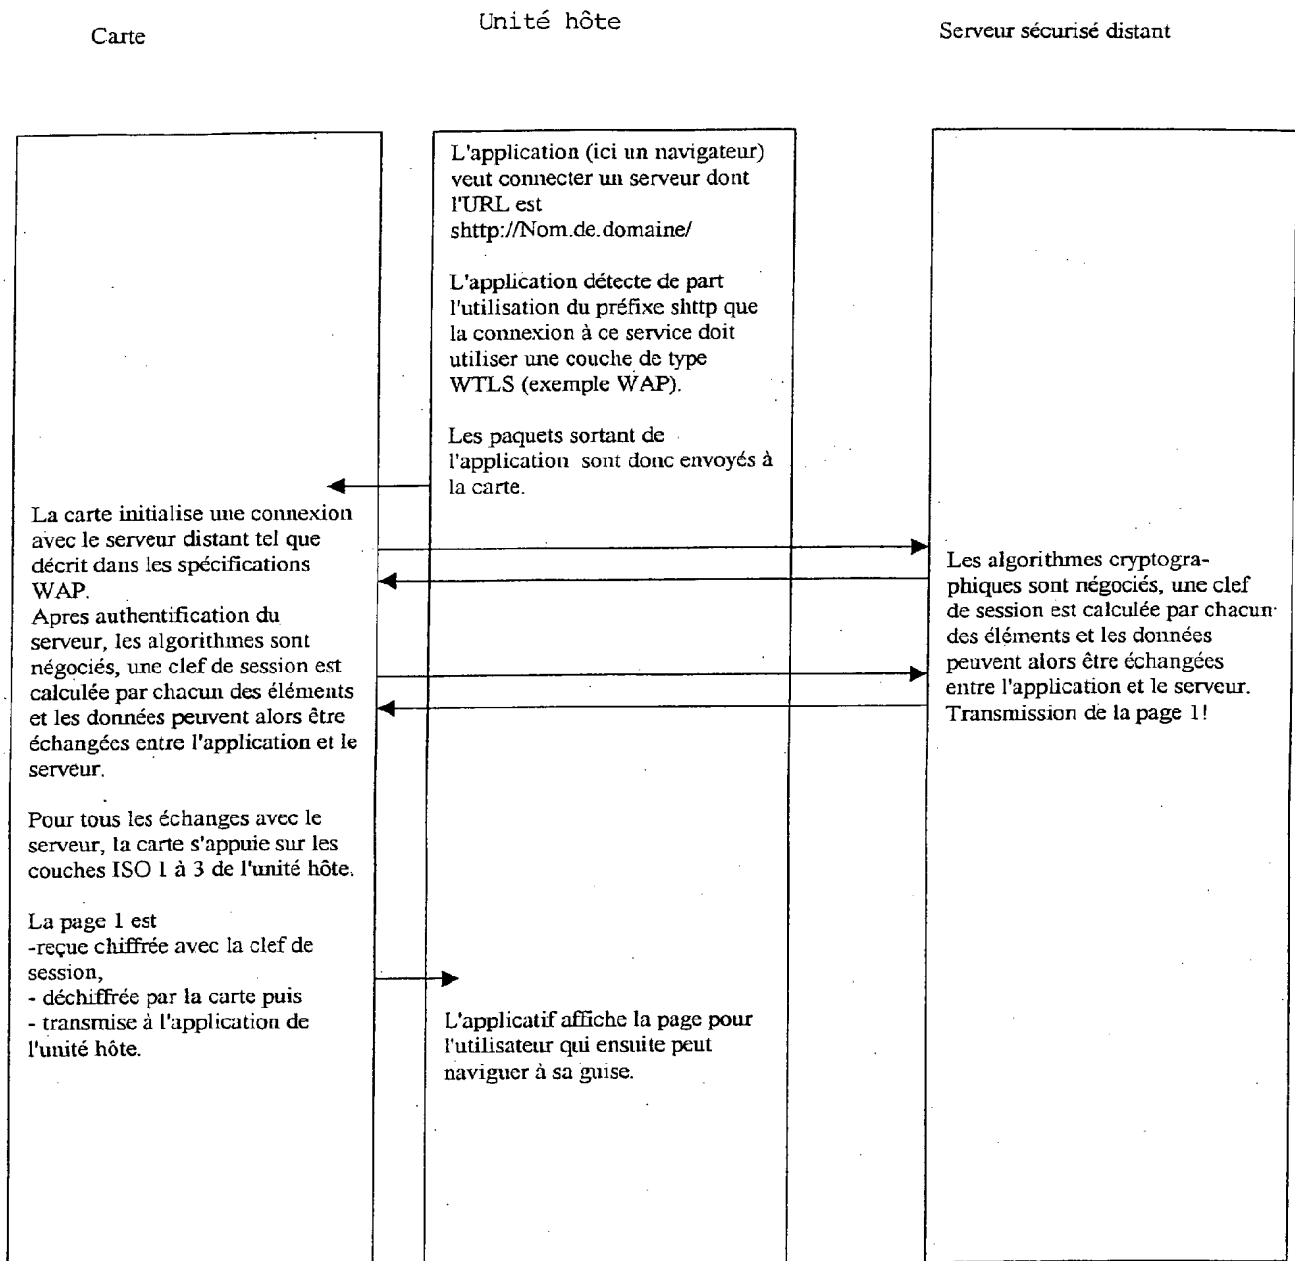 Carte
Unité hôte
Serveur sécurisé distant
L'application (ici un navigateur)
veut connecter un serveur dont
l'URL est
shttp://Nom.de.domaine/
L'application détecte de part
l'utilisation du préfixe shttp que
la connexion à ce service doit
utiliser une couche de type
WTLS (exemple WAP).
Les paquets sortant de
l'application sont donc envoyés à
la carte.
La carte initialise une connexion
avec le serveur distant tel que
décrit dans les spécifications
WAP.
Apres authentification du
serveur, les algorithmes sont
négociés, une clef de session est
calculée par chacun des éléments
et les données peuvent alors être
échangées entre l'application et le
serveur.
Pour tous les échanges avec le
serveur, la carte s'appuie sur les
couches ISO 1 à 3 de l'unité hôte.
La page 1 est
-reçue chiffrée avec la clef de
session,
- déchiffrée par la carte puis
- transmise à l'application de
l'unité hôte.
Les algorithmes cryptogra-
phiques sont négociés, une clef
de session est calculée par chacun
des éléments et les données
peuvent alors être échangées
entre l'application et le serveur.
Transmission de la page 1!
L'applicatif affiche la page pour
l'utilisateur qui ensuite peut
naviguer à sa guise.